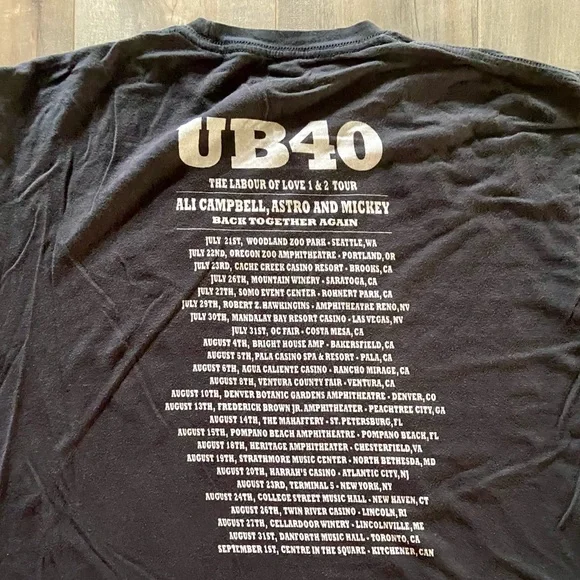 UB40
THE LABOUR OF LOVE 1 & 2 TOUR
ALI CAMPBELL, ASTRO AND MICKEY
BACK TOGETHER AGAIN
JULY 21ST, WOODLAND ZOO PARK - SEATTLE, WA
JULY 22ND, OREGON ZOO AMPHITHEATRE - PORTLAND, OR
JULY 23RD, CACHE CREEK CASINO RESORT - BROOKS, CA
JULY 26TH, MOUNTAIN WINERY - SARATOGA, CA
JULY 27TH, SOMO EVENT CENTER - ROHNERT PARK, CA
JULY 29TH, ROBERT Z. HAWKINGINS - AMPHITHEATRE RENO, NV
JULY 30TH, MANDALAY BAY RESORT CASINO - LAS VEGAS, NV
JULY 31ST, OC FAIR - COSTA MESA, CA
AUGUST 4TH, BRIGHT HOUSE AMP - BAKERSFIELD, CA
AUGUST 5TH, PALA CASINO SPA & RESORT - PALA, CA
AUGUST 6TH, AGUA CALIENTE CASINO - RANCHO MIRAGE, CA
AUGUST 8TH, VENTURA COUNTY FAIR - VENTURA, CA
AUGUST 10TH, DENVER BOTANIC GARDENS AMPHITHEATRE - DENVER, CO
AUGUST 13TH, FREDERICK BROWN JR. AMPHITHEATER - PEACHTREE CITY, GA
AUGUST 14TH, THE MAHAFFERY - ST. PETERSBURG, FL
AUGUST 15TH, POMPANO BEACH AMPHITHEATRE - POMPANO BEACH, FL
AUGUST 18TH, HERITAGE AMPHITHEATER - CHESTERFIELD, VA
AUGUST 19TH, STRATHMORE MUSIC CENTER - NORTH BETHESDA, MD
AUGUST 20TH, HARRAH'S CASINO - ATLANTIC CITY, NJ
AUGUST 23RD, TERMINAL 5 - NEW YORK, NY
AUGUST 24TH, COLLEGE STREET MUSIC HALL - NEW HAVEN, CT
AUGUST 26TH, TWIN RIVER CASINO - LINCOLN, RI
AUGUST 27TH, CELLARDOOR WINERY - LINCOLNVILLE, ME
AUGUST 31ST, DANFORTH MUSIC HALL - TORONTO, CA
SEPTEMBER 1ST, CENTRE IN THE SQUARE - KITCHENER, CAN